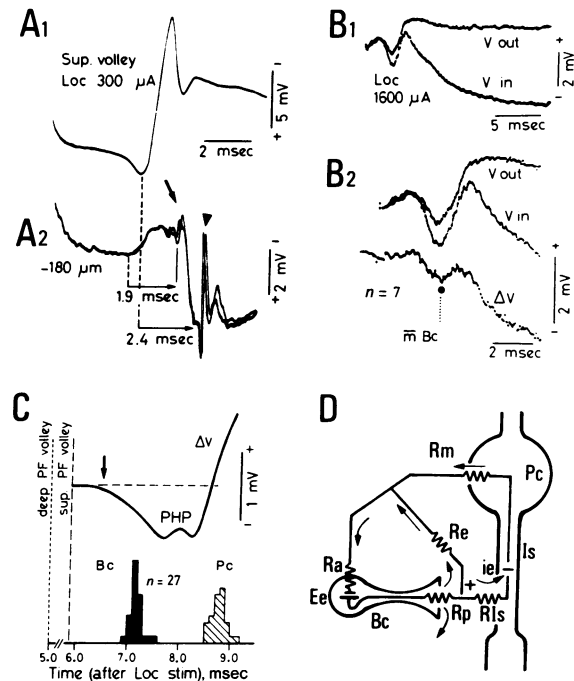 A1
Sup. volley
Loc 300 µA
+ 5 mV -
2 msec
A2
-180 µm
1.9 msec
2.4 msec
+ 2 mV -
B1
V out
V in
Loc
1600 µA
- 2 mV +
5 msec
B2
V out
V in
n = 7
ΔV
m̅ Bc
- 2 mV +
2 msec
C
deep PF volley
sup. PF volley
ΔV
PHP
- 1 mV +
Bc
n = 27
Pc
5.0 6.0 7.0 8.0 9.0
Time (after Loc stim), msec
D
Rm
Pc
Re
Is
ie
-
+
Ra
Ee
Bc
Rp
RIs